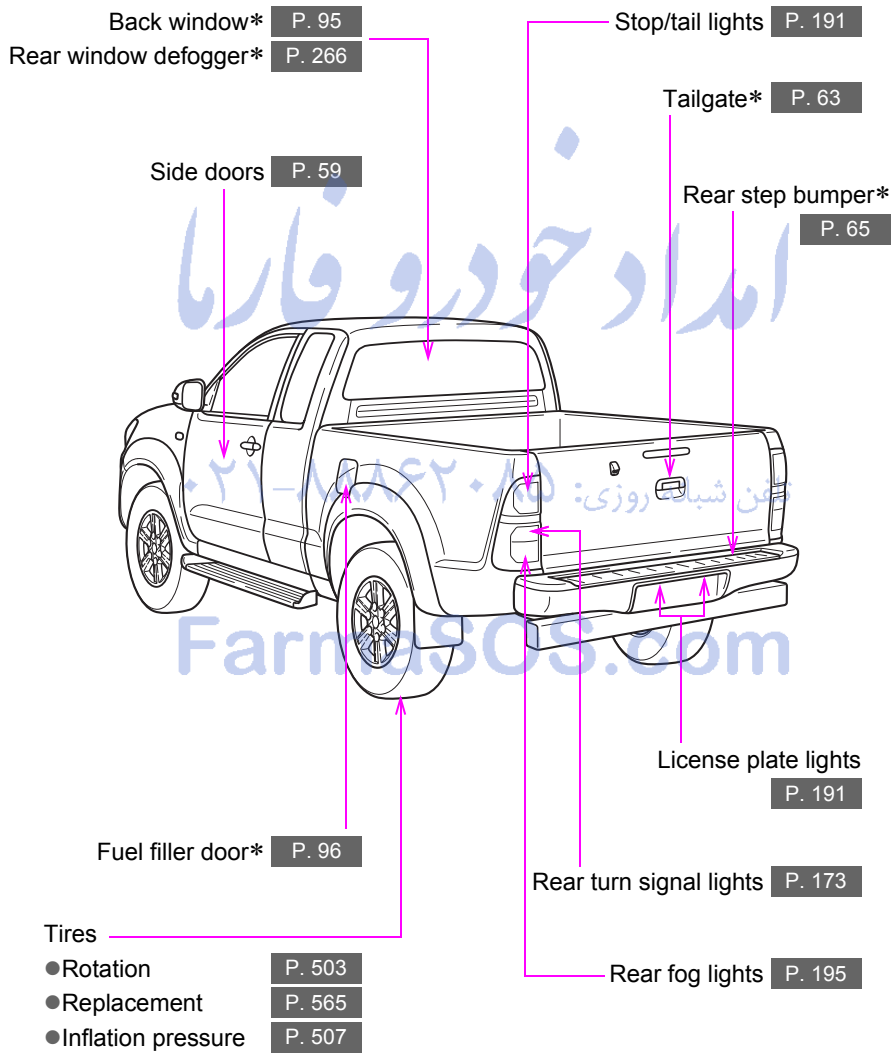 Back window* P. 95
Rear window defogger* P. 266
Stop/tail lights P. 191
Tailgate* P. 63
Side doors P. 59
Rear step bumper*
P. 65
امداد خودرو فارما
تلفن شبانه روزی: ۰۲۱-۸۸۸۶۲۰۸۵
FarmaSOS.com
License plate lights
P. 191
Fuel filler door* P. 96
Rear turn signal lights P. 173
Tires
●Rotation P. 503
●Replacement P. 565
●Inflation pressure P. 507
Rear fog lights P. 195